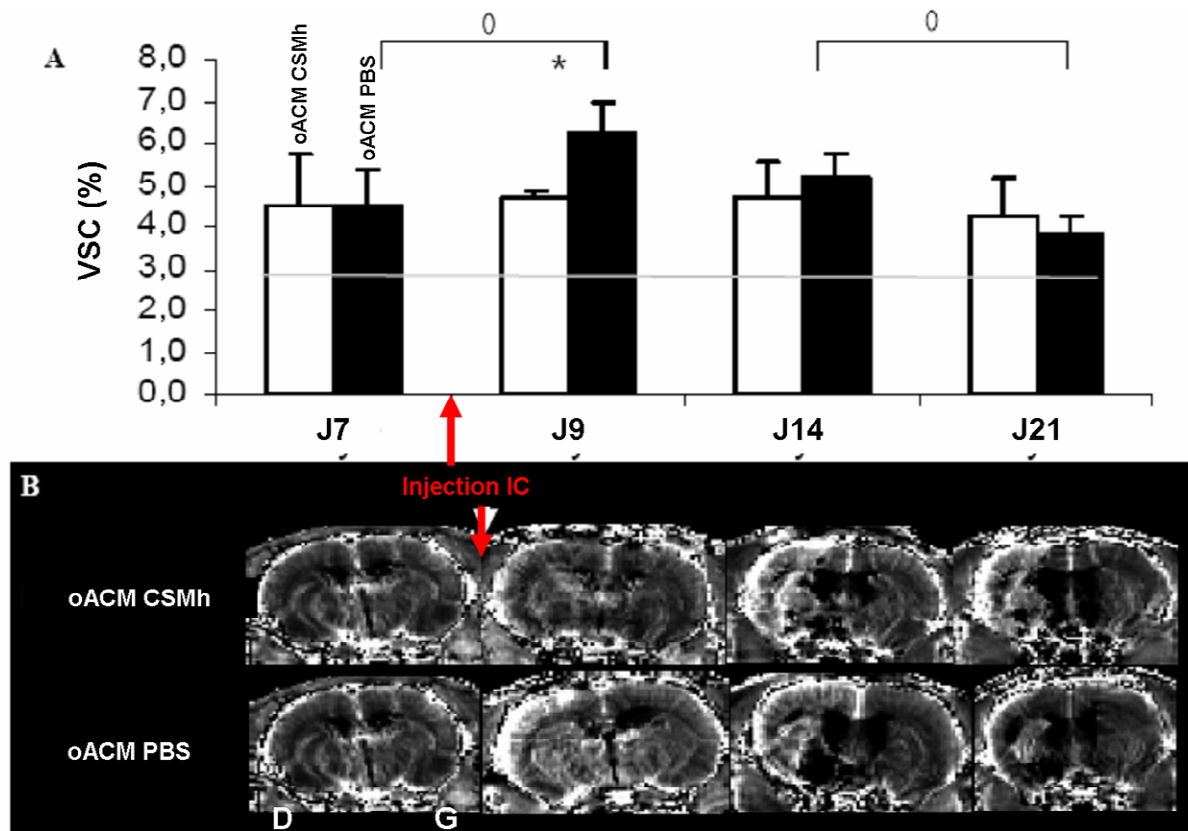 A
0
0
*
oACM CSMh
oACM PBS
VSC (%)
8,0
7,0
6,0
5,0
4,0
3,0
2,0
1,0
0,0
J7
J9
J14
J21
B
Injection IC
oACM CSMh
oACM PBS
D
G